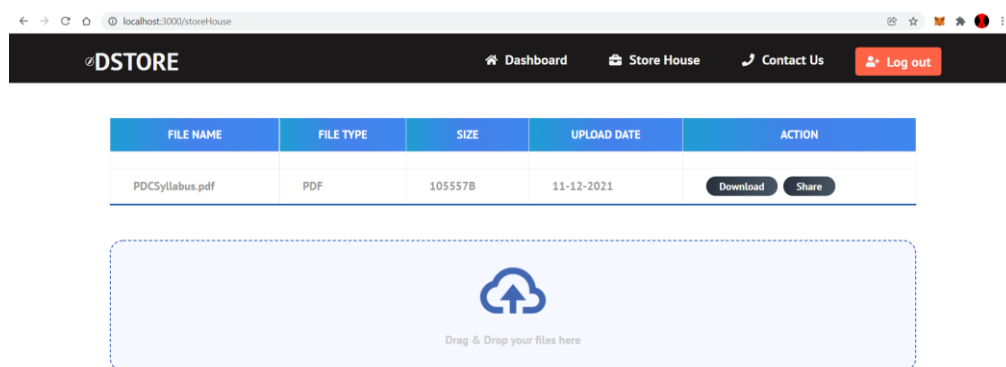 localhost:3000/storeHouse
DSTORE Dashboard Store House Contact Us Log out
FILE NAME FILE TYPE SIZE UPLOAD DATE ACTION
PDCSyllabus.pdf PDF 105557B 11-12-2021 Download Share
Drag & Drop your files here